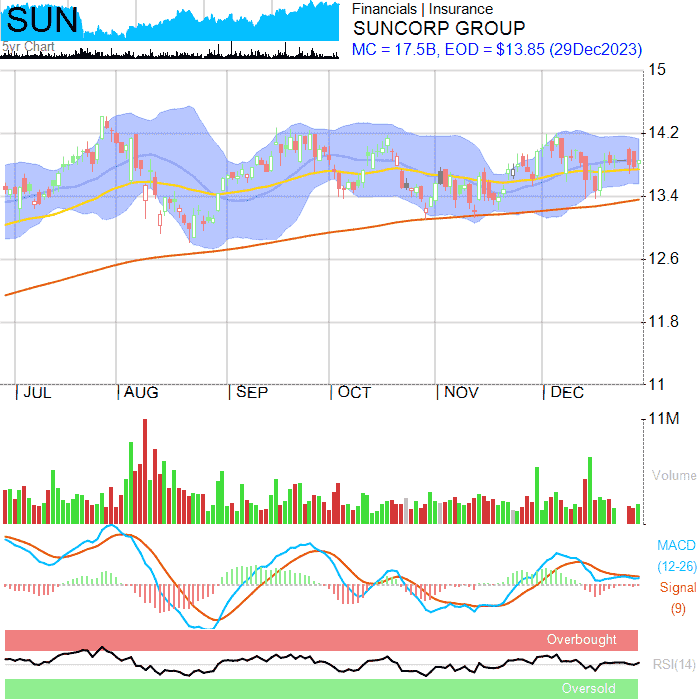 SUN
5yr Chart
Financials | Insurance
SUNCORP GROUP
MC = 17.5B, EOD = $13.85 (29Dec2023)
15
14.2
13.4
12.6
11.8
11
JUL AUG SEP OCT NOV DEC
11M
Volume
MACD
(12-26)
Signal
(9)
Overbought
RSI(14)
Oversold